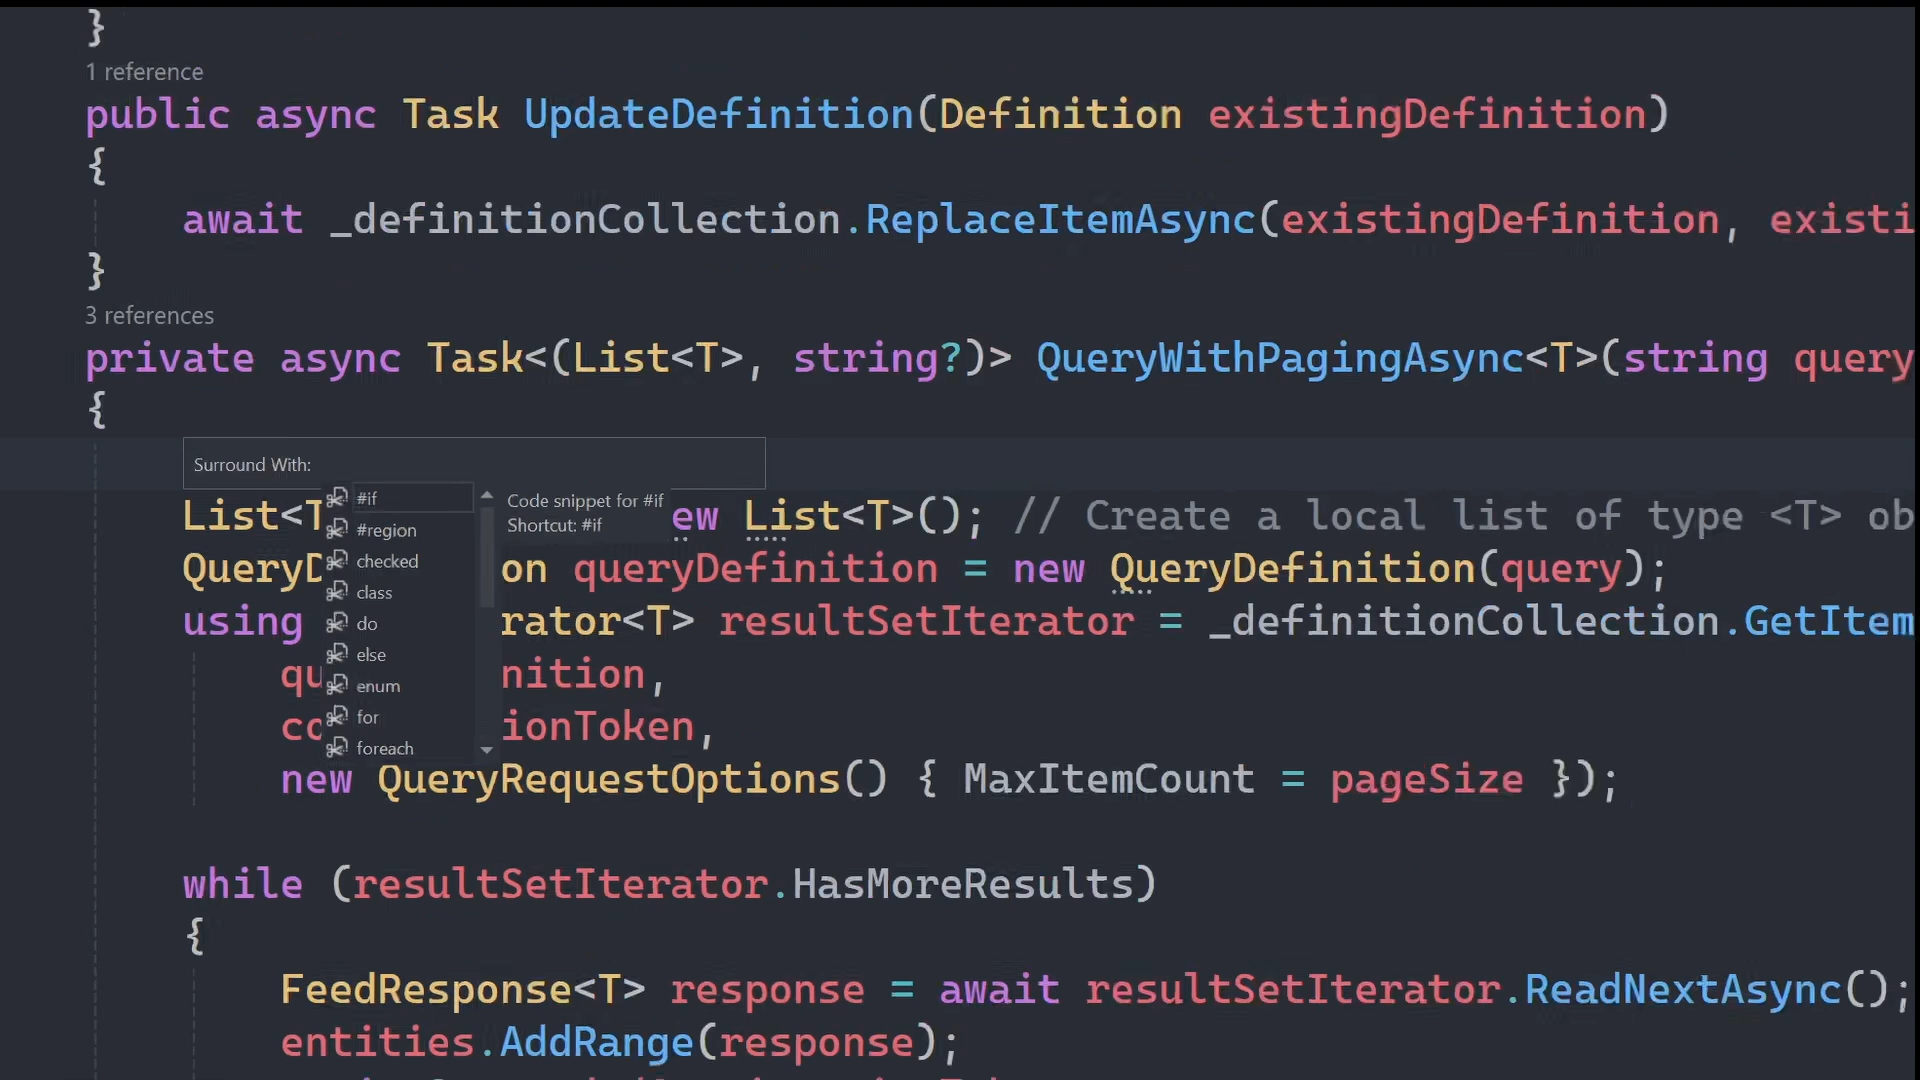 }
1 reference
public async Task UpdateDefinition(Definition existingDefinition)
{
await _definitionCollection.ReplaceItemAsync(existingDefinition, existi
}
3 references
private async Task<(List<T>, string?)> QueryWithPagingAsync<T>(string query
{
Surround With:
#if
#region
checked
class
do
else
enum
for
foreach
Code snippet for #if
Shortcut: #if
List<T ew List<T>(); // Create a local list of type <T> ob
QueryD on queryDefinition = new QueryDefinition(query);
using rator<T> resultSetIterator = _definitionCollection.GetItem
qu nition,
co ionToken,
new QueryRequestOptions() { MaxItemCount = pageSize });
while (resultSetIterator.HasMoreResults)
{
FeedResponse<T> response = await resultSetIterator.ReadNextAsync();
entities.AddRange(response);